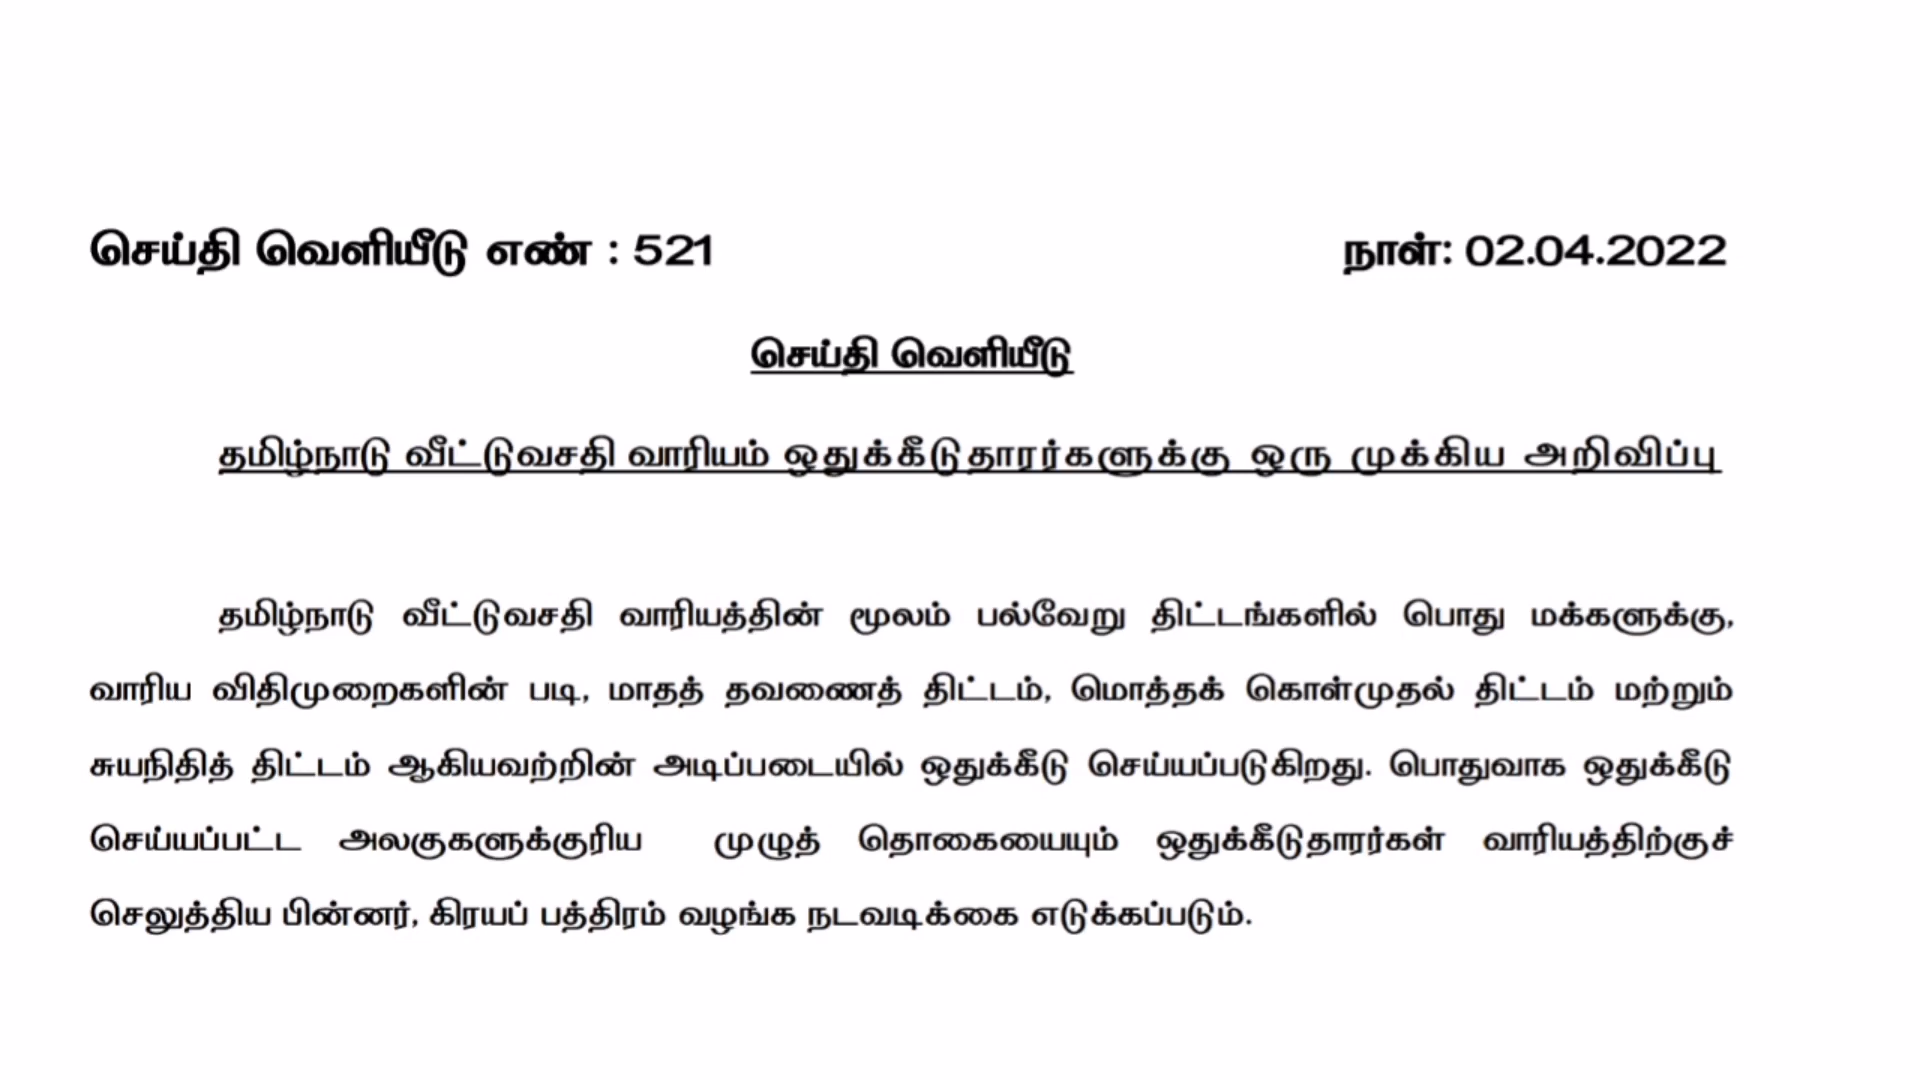 செய்தி வெளியீடு எண் : 521 நாள்: 02.04.2022
செய்தி வெளியீடு
தமிழ்நாடு வீட்டுவசதி வாரியம் ஒதுக்கீடுதாரர்களுக்கு ஒரு முக்கிய அறிவிப்பு
தமிழ்நாடு வீட்டுவசதி வாரியத்தின் மூலம் பல்வேறு திட்டங்களில் பொது மக்களுக்கு,
வாரிய விதிமுறைகளின் படி, மாதத் தவணைத் திட்டம், மொத்தக் கொள்முதல் திட்டம் மற்றும்
சுயநிதித் திட்டம் ஆகியவற்றின் அடிப்படையில் ஒதுக்கீடு செய்யப்படுகிறது. பொதுவாக ஒதுக்கீடு
செய்யப்பட்ட அலகுகளுக்குரிய முழுத் தொகையையும் ஒதுக்கீடுதாரர்கள் வாரியத்திற்குச்
செலுத்திய பின்னர், கிரயப் பத்திரம் வழங்க நடவடிக்கை எடுக்கப்படும்.